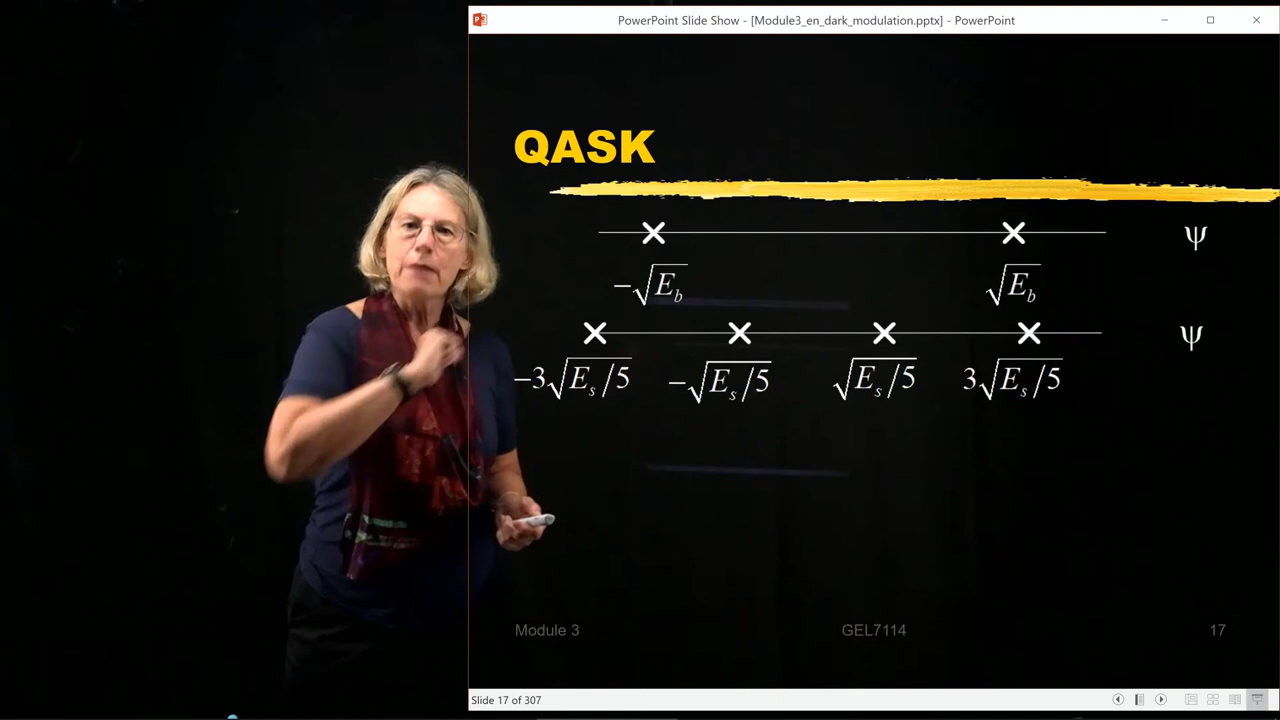 PowerPoint Slide Show - [Module3_en_dark_modulation.pptx] - PowerPoint
QASK
ψ
−√E_b √E_b
ψ
−3√E_s/5 −√E_s/5 √E_s/5 3√E_s/5
Module 3 GEL7114 17
Slide 17 of 307